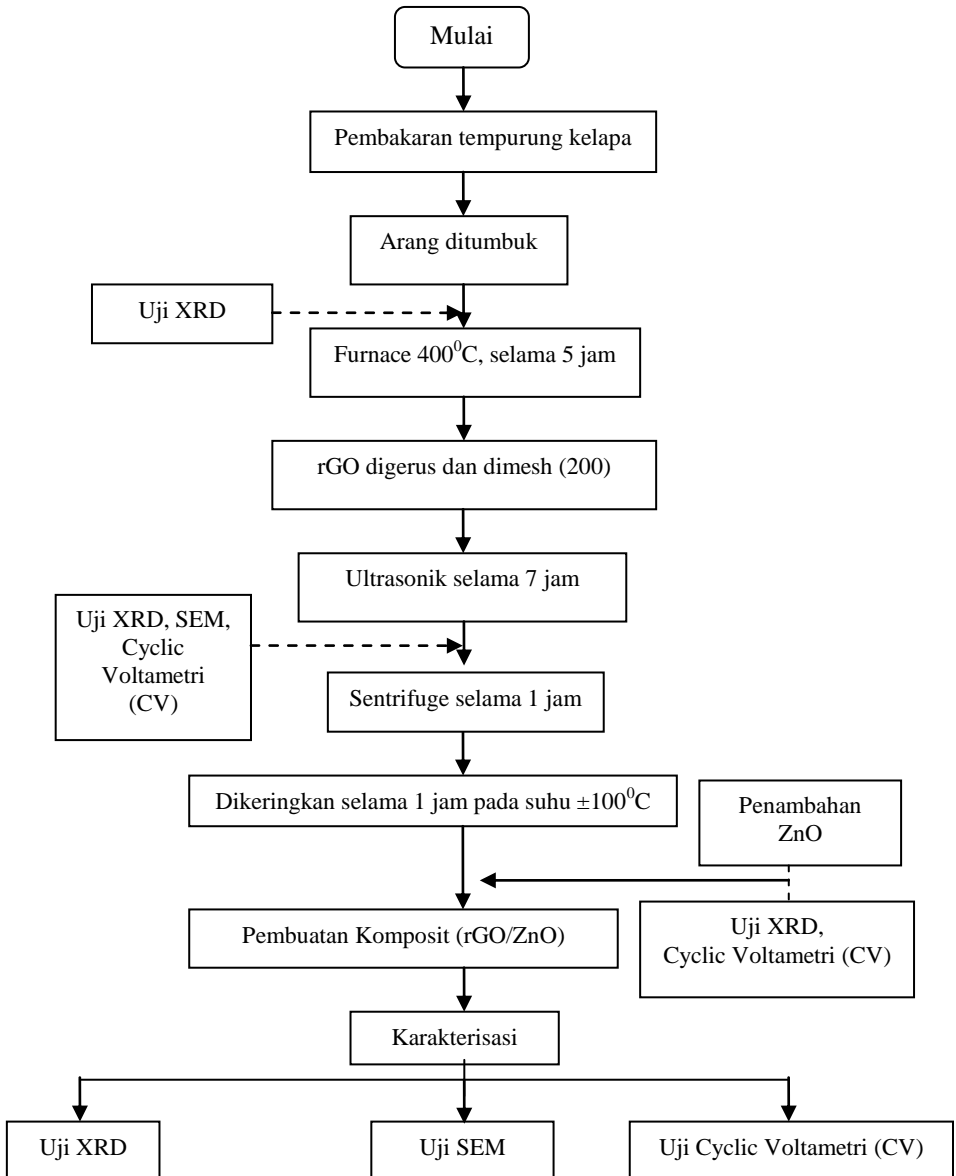 Mulai
Pembakaran tempurung kelapa
Arang ditumbuk
Uji XRD
Furnace 400⁰C, selama 5 jam
rGO digerus dan dimesh (200)
Ultrasonik selama 7 jam
Uji XRD, SEM,
Cyclic
Voltametri
(CV)
Sentrifuge selama 1 jam
Dikeringkan selama 1 jam pada suhu ±100⁰C
Penambahan
ZnO
Pembuatan Komposit (rGO/ZnO)
Uji XRD,
Cyclic Voltametri (CV)
Karakterisasi
Uji XRD
Uji SEM
Uji Cyclic Voltametri (CV)